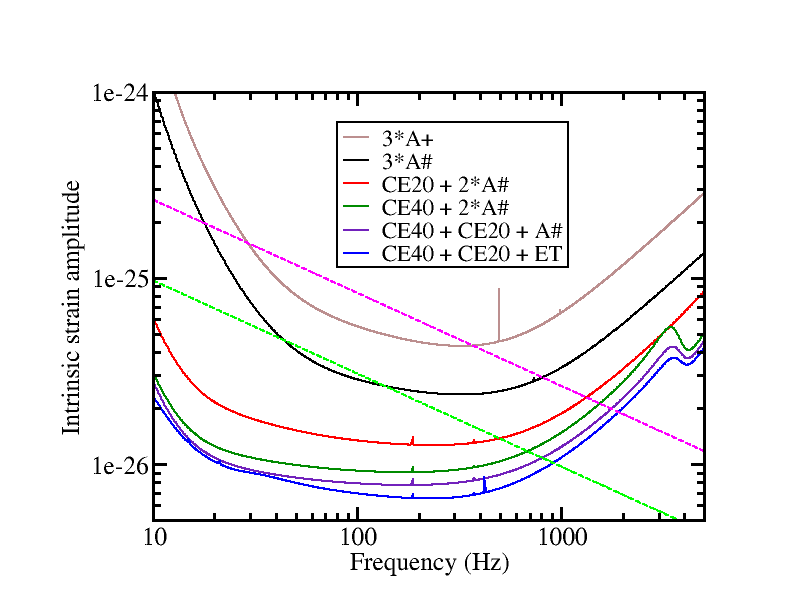 1e-24
3*A+
3*A#
CE20 + 2*A#
CE40 + 2*A#
CE40 + CE20 + A#
CE40 + CE20 + ET
1e-25
1e-26
Intrinsic strain amplitude
10
100
1000
Frequency (Hz)